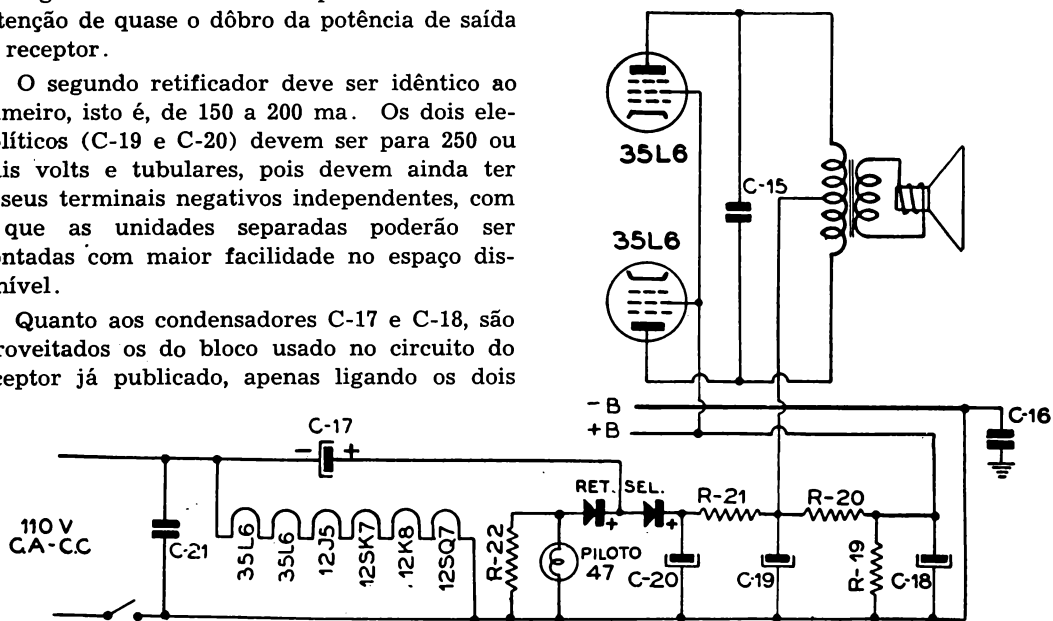 tenção de quase o dôbro da potência de saída
receptor.
O segundo retificador deve ser idêntico ao
meiro, isto é, de 150 a 200 ma. Os dois ele-
líticos (C-19 e C-20) devem ser para 250 ou
is volts e tubulares, pois devem ainda ter
seus terminais negativos independentes, com
que as unidades separadas poderão ser
ontadas com maior facilidade no espaço dis-
nível.
Quanto aos condensadores C-17 e C-18, são
roveitados os do bloco usado no circuito do
ceptor já publicado, apenas ligando os dois
35L6
C-15
35L6
- B
+ B
C-16
C-17
- +
RET. SEL.
+ +
R-21
R-20
110 V
C.A-C.C
C-21
35L6
35L6
12J5
12SK7
12K8
12SQ7
R-22
PILOTO
47
C-20
C-19
R-19
C-18